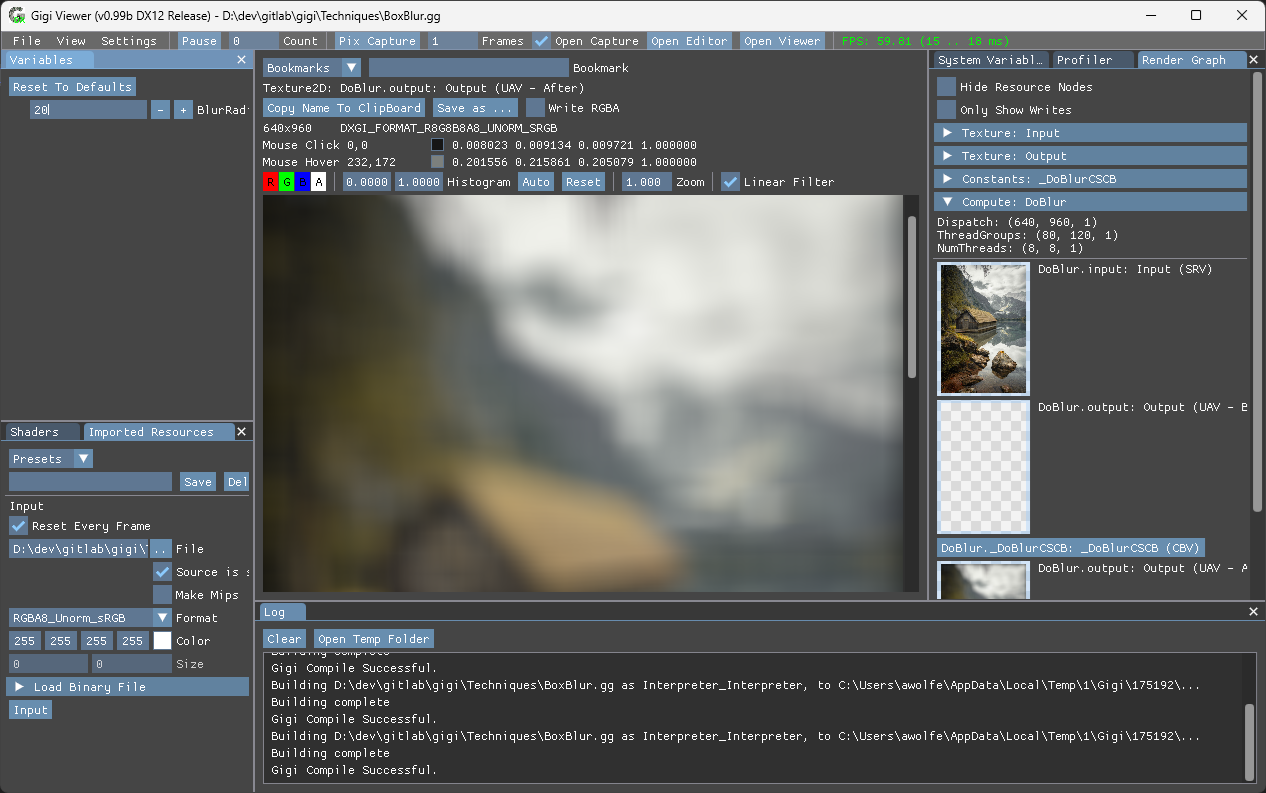 Gigi Viewer (v0.99b DX12 Release) - D:\dev\gitlab\gigi\Techniques\BoxBlur.gg
File View Settings Pause 0 Count Pix Capture 1 Frames Open Capture Open Editor Open Viewer FPS: 59.81 (15 .. 18 ms)
Variables
Reset To Defaults
20 - + BlurRad
Shaders Imported Resources
Presets
Save Del
Input
Reset Every Frame
D:\dev\gitlab\gigi\ .. File
Source is s
Make Mips
RGBA8_Unorm_sRGB Format
255 255 255 255 Color
0 0 Size
Load Binary File
Input
Bookmarks Bookmark
Texture2D: DoBlur.output: Output (UAV - After)
Copy Name To ClipBoard Save as ... Write RGBA
640x960 DXGI_FORMAT_R8G8B8A8_UNORM_SRGB
Mouse Click 0,0 0.008023 0.009134 0.009721 1.000000
Mouse Hover 232,172 0.201556 0.215861 0.205079 1.000000
R G B A 0.0000 1.0000 Histogram Auto Reset 1.000 Zoom Linear Filter
System Variabl... Profiler Render Graph
Hide Resource Nodes
Only Show Writes
Texture: Input
Texture: Output
Constants: _DoBlurCSCB
Compute: DoBlur
Dispatch: (640, 960, 1)
ThreadGroups: (80, 120, 1)
NumThreads: (8, 8, 1)
DoBlur.input: Input (SRV)
DoBlur.output: Output (UAV - B
DoBlur._DoBlurCSCB: _DoBlurCSCB (CBV)
DoBlur.output: Output (UAV - A
Log
Clear Open Temp Folder
Building complete
Gigi Compile Successful.
Building D:\dev\gitlab\gigi\Techniques\BoxBlur.gg as Interpreter_Interpreter, to C:\Users\awolfe\AppData\Local\Temp\1\Gigi\175192\...
Building complete
Gigi Compile Successful.
Building D:\dev\gitlab\gigi\Techniques\BoxBlur.gg as Interpreter_Interpreter, to C:\Users\awolfe\AppData\Local\Temp\1\Gigi\175192\...
Building complete
Gigi Compile Successful.